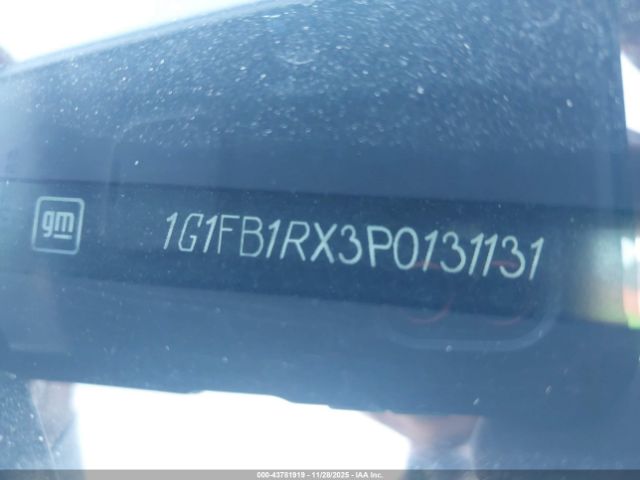 gm 1G1FB1RX3P0131131
000-43781919 - 11/28/2025 - IAA Inc.